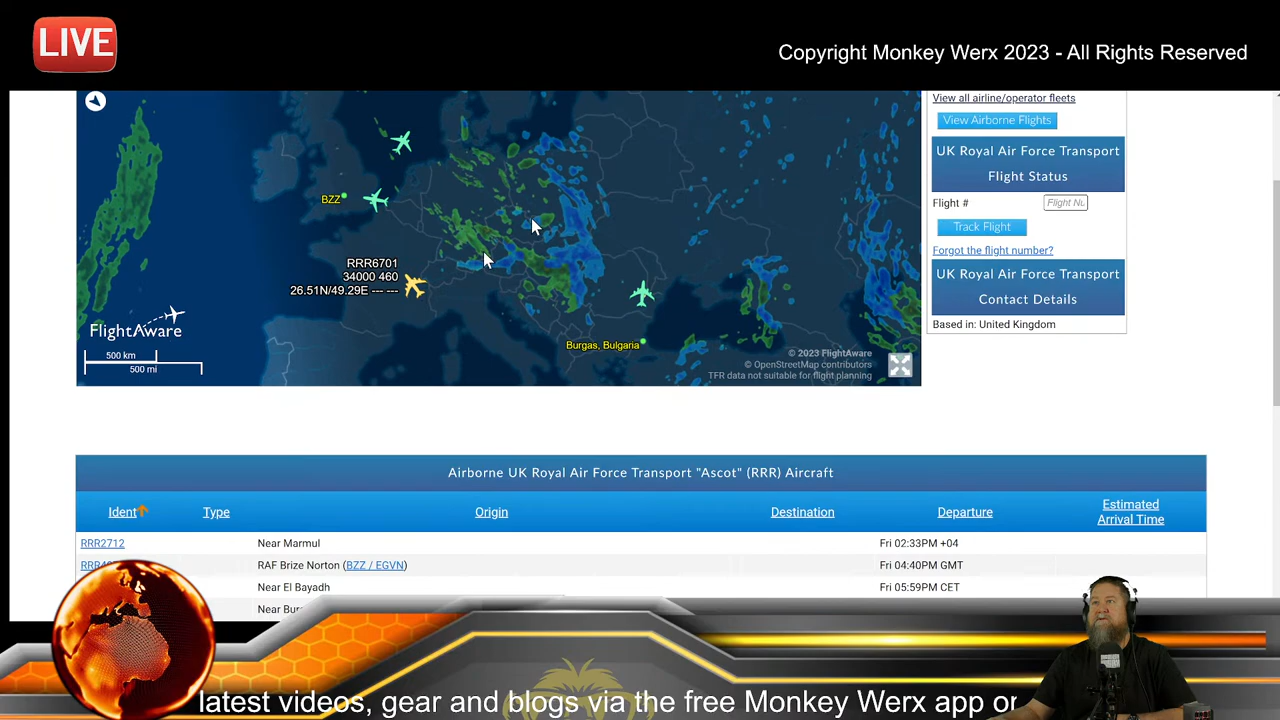 LIVE
Copyright Monkey Werx 2023 - All Rights Reserved
View all airline/operator fleets
View Airborne Flights
UK Royal Air Force Transport
Flight Status
Flight #
Track Flight
Forgot the flight number?
UK Royal Air Force Transport
Contact Details
Based in: United Kingdom
BZZ
RRR6701
34000 460
26.51N/49.29E --- ---
FlightAware
500 km
500 mi
Burgas, Bulgaria
© 2023 FlightAware
© OpenStreetMap contributors
TFR data not suitable for flight planning
Airborne UK Royal Air Force Transport "Ascot" (RRR) Aircraft
Ident Type Origin Destination Departure Estimated
Arrival Time
RRR2712 Near Marmul Fri 02:33PM +04
RAF Brize Norton (BZZ / EGVN) Fri 04:40PM GMT
Near El Bayadh Fri 05:59PM CET
Near
latest videos, gear and blogs via the free Monkey Werx app or